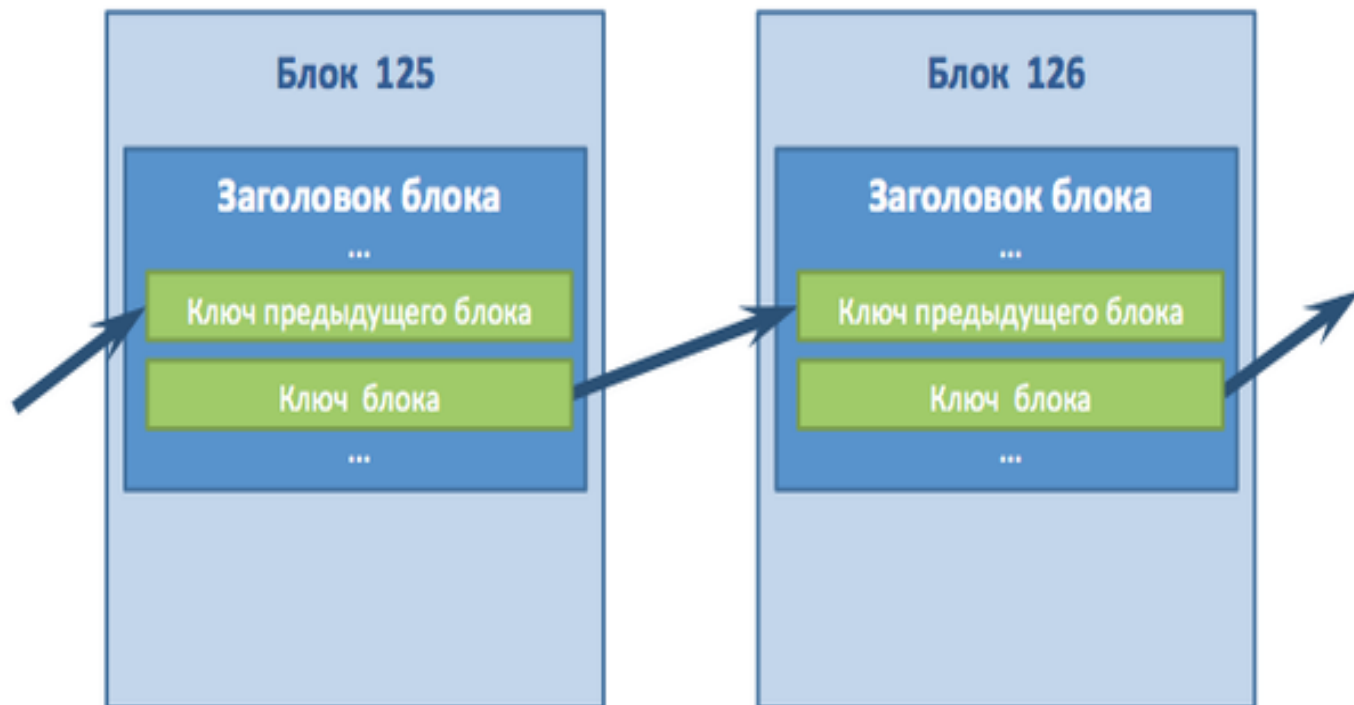 Блок 125
Заголовок блока
...
Ключ предыдущего блока
Ключ блока
...
Блок 126
Заголовок блока
...
Ключ предыдущего блока
Ключ блока
...